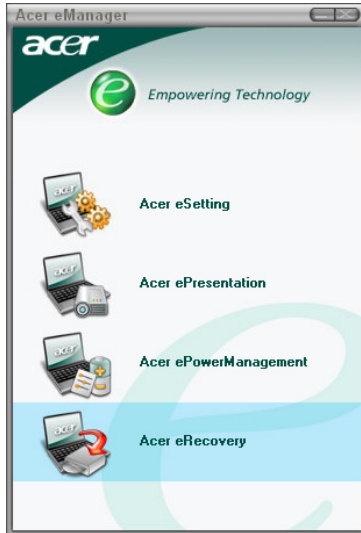 Acer eManager
acer
e
Empowering Technology
Acer eSetting
Acer ePresentation
Acer ePowerManagement
Acer eRecovery